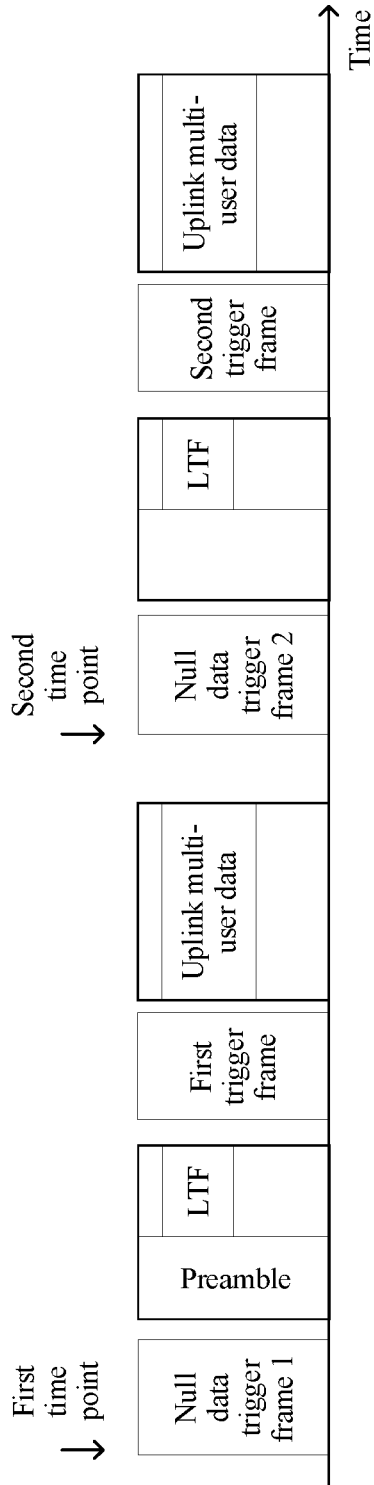 First
time
point
Second
time
point
Null
data
trigger
frame 1
Preamble
LTF
First
trigger
frame
Uplink multi-
user data
Null
data
trigger
frame 2
LTF
Second
trigger
frame
Uplink multi-
user data
Time